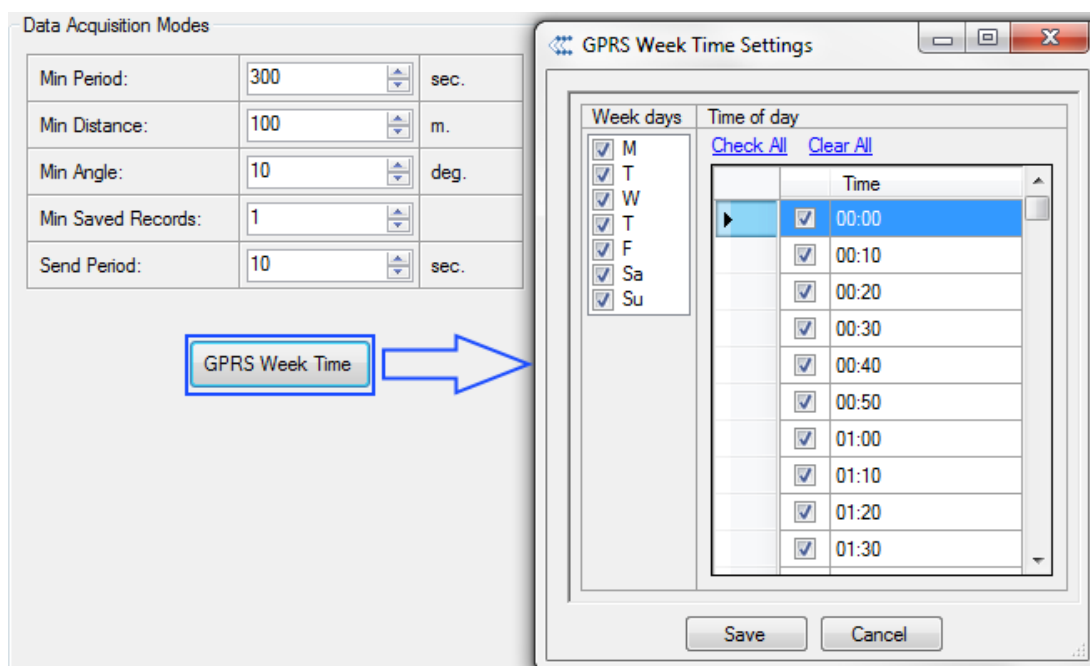 Data Acquisition Modes
Min Period: 300 sec.
Min Distance: 100 m.
Min Angle: 10 deg.
Min Saved Records: 1
Send Period: 10 sec.
GPRS Week Time
GPRS Week Time Settings
Week days
M
T
W
T
F
Sa
Su
Time of day
Check All Clear All
Time
00:00
00:10
00:20
00:30
00:40
00:50
01:00
01:10
01:20
01:30
Save Cancel